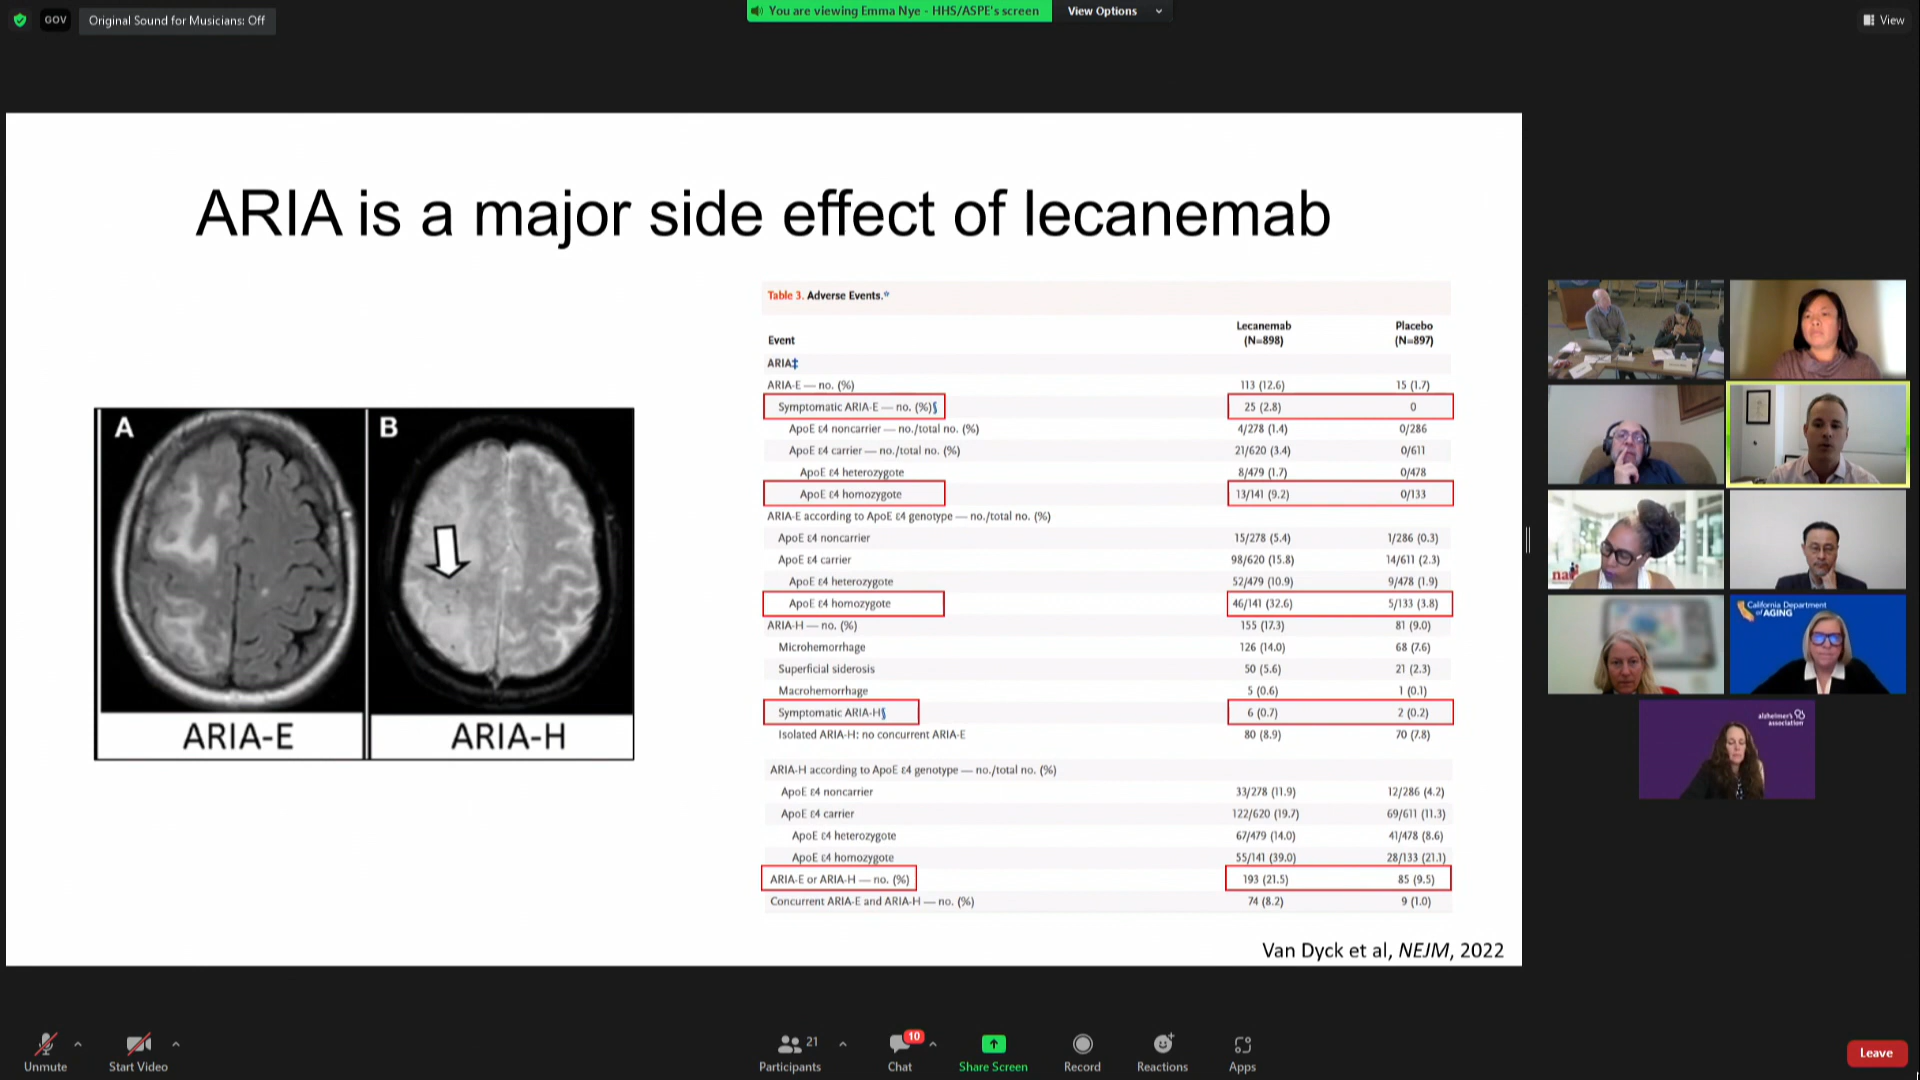 GOV
Original Sound for Musicians: Off
You are viewing Emma Nye - HHS/ASPE's screen
View Options
View
ARIA is a major side effect of lecanemab
A
B
ARIA-E
ARIA-H
Table 3. Adverse Events.*
Event Lecanemab (N=898) Placebo (N=897)
ARIA‡
ARIA-E — no. (%) 113 (12.6) 15 (1.7)
Symptomatic ARIA-E — no. (%)§ 25 (2.8) 0
ApoE ε4 noncarrier — no./total no. (%) 4/278 (1.4) 0/286
ApoE ε4 carrier — no./total no. (%) 21/620 (3.4) 0/611
ApoE ε4 heterozygote 8/479 (1.7) 0/478
ApoE ε4 homozygote 13/141 (9.2) 0/133
ARIA-E according to ApoE ε4 genotype — no./total no. (%)
ApoE ε4 noncarrier 15/278 (5.4) 1/286 (0.3)
ApoE ε4 carrier 98/620 (15.8) 14/611 (2.3)
ApoE ε4 heterozygote 52/479 (10.9) 9/478 (1.9)
ApoE ε4 homozygote 46/141 (32.6) 5/133 (3.8)
ARIA-H — no. (%) 155 (17.3) 81 (9.0)
Microhemorrhage 126 (14.0) 68 (7.6)
Superficial siderosis 50 (5.6) 21 (2.3)
Macrohemorrhage 5 (0.6) 1 (0.1)
Symptomatic ARIA-H§ 6 (0.7) 2 (0.2)
Isolated ARIA-H: no concurrent ARIA-E 80 (8.9) 70 (7.8)
ARIA-H according to ApoE ε4 genotype — no./total no. (%)
ApoE ε4 noncarrier 33/278 (11.9) 12/286 (4.2)
ApoE ε4 carrier 122/620 (19.7) 69/611 (11.3)
ApoE ε4 heterozygote 67/479 (14.0) 41/478 (8.6)
ApoE ε4 homozygote 55/141 (39.0) 28/133 (21.1)
ARIA-E or ARIA-H — no. (%) 193 (21.5) 85 (9.5)
Concurrent ARIA-E and ARIA-H — no. (%) 74 (8.2) 9 (1.0)
Van Dyck et al, NEJM, 2022
California Department
of AGING
alzheimer's
association
Unmute
Start Video
21
Participants
10
Chat
Share Screen
Record
Reactions
Apps
Leave